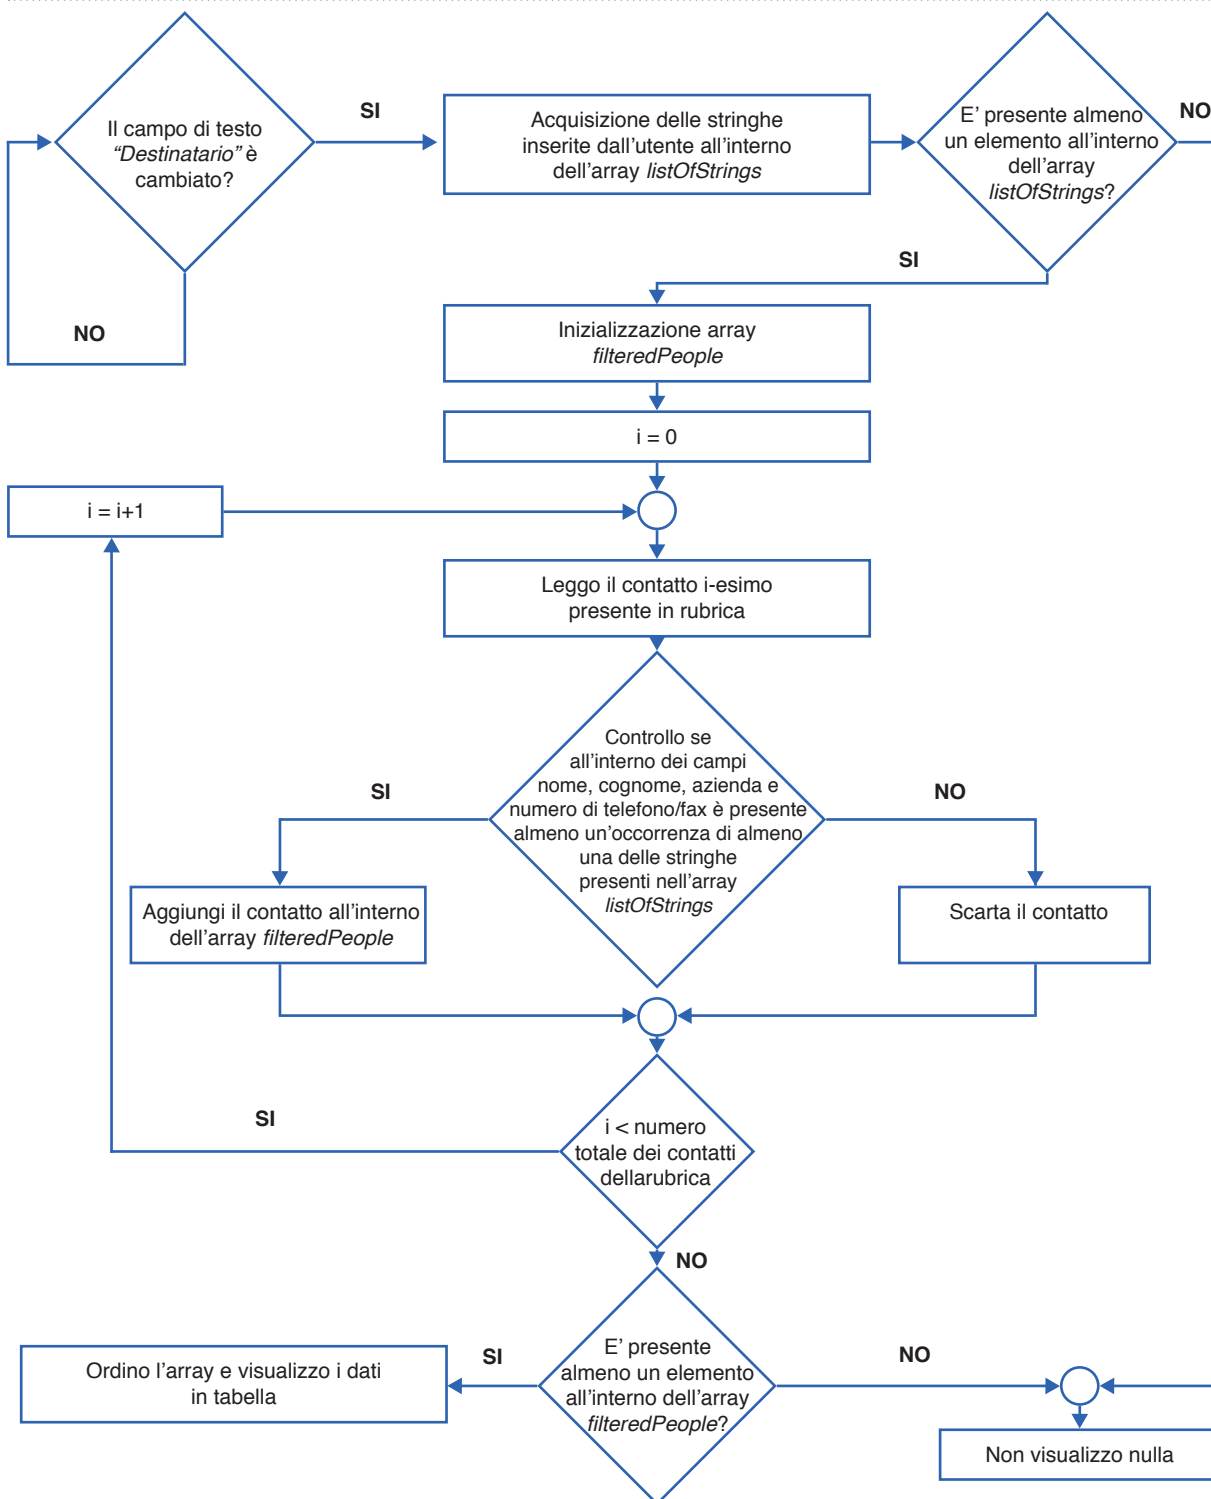 Il campo di testo
“Destinatario” è
cambiato?
SI
NO
Acquisizione delle stringhe
inserite dall’utente all’interno
dell’array listOfStrings
E’ presente almeno
un elemento all’interno
dell’array
listOfStrings?
NO
SI
Inizializzazione array
filteredPeople
i = 0
i = i+1
Leggo il contatto i-esimo
presente in rubrica
Controllo se
all’interno dei campi
nome, cognome, azienda e
numero di telefono/fax è presente
almeno un’occorrenza di almeno
una delle stringhe
presenti nell’array
listOfStrings
SI
NO
Aggiungi il contatto all’interno
dell’array filteredPeople
Scarta il contatto
i < numero
totale dei contatti
dellarubrica
SI
NO
E’ presente
almeno un elemento
all’interno dell’array
filteredPeople?
SI
NO
Ordino l’array e visualizzo i dati
in tabella
Non visualizzo nulla